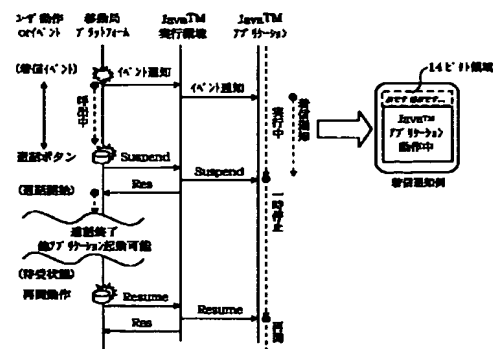 ユーザ動作
orイベント
移動局
プラットフォーム
Java™
実行環境
Java™
アプリケーション
(着信イベント)
イベント通知
イベント通知
呼出中
実行中
着信通知
通話ボタン
Suspend
Suspend
Res
(通話開始)
一時停止
通話終了
他アプリケーション起動可能
(待受状態)
再開動作
Resume
Resume
Res
再開
14ビット領域
Java™
アプリケーション
動作中
着信通知例